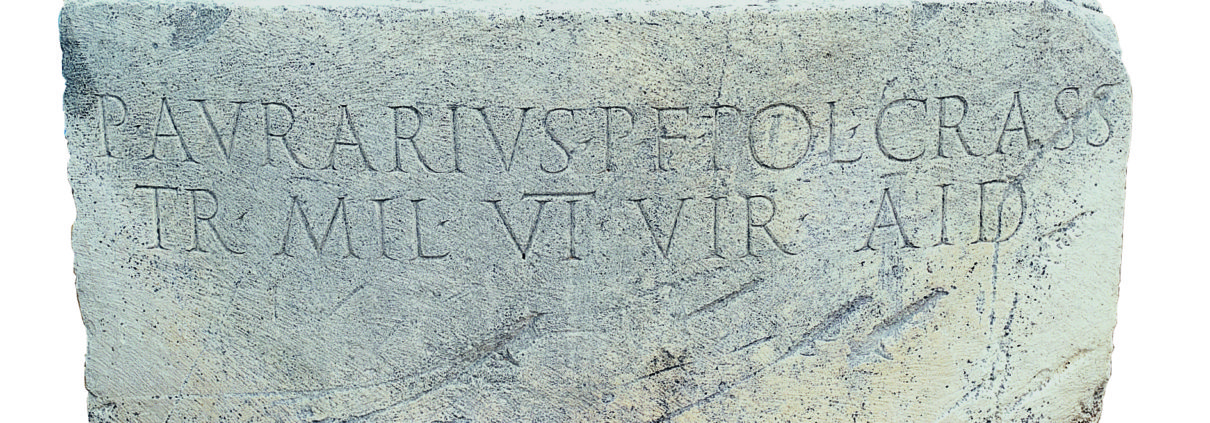 P AVRARIVS · P · F · POL · CRASS
TR · MIL · VI VIR · AID